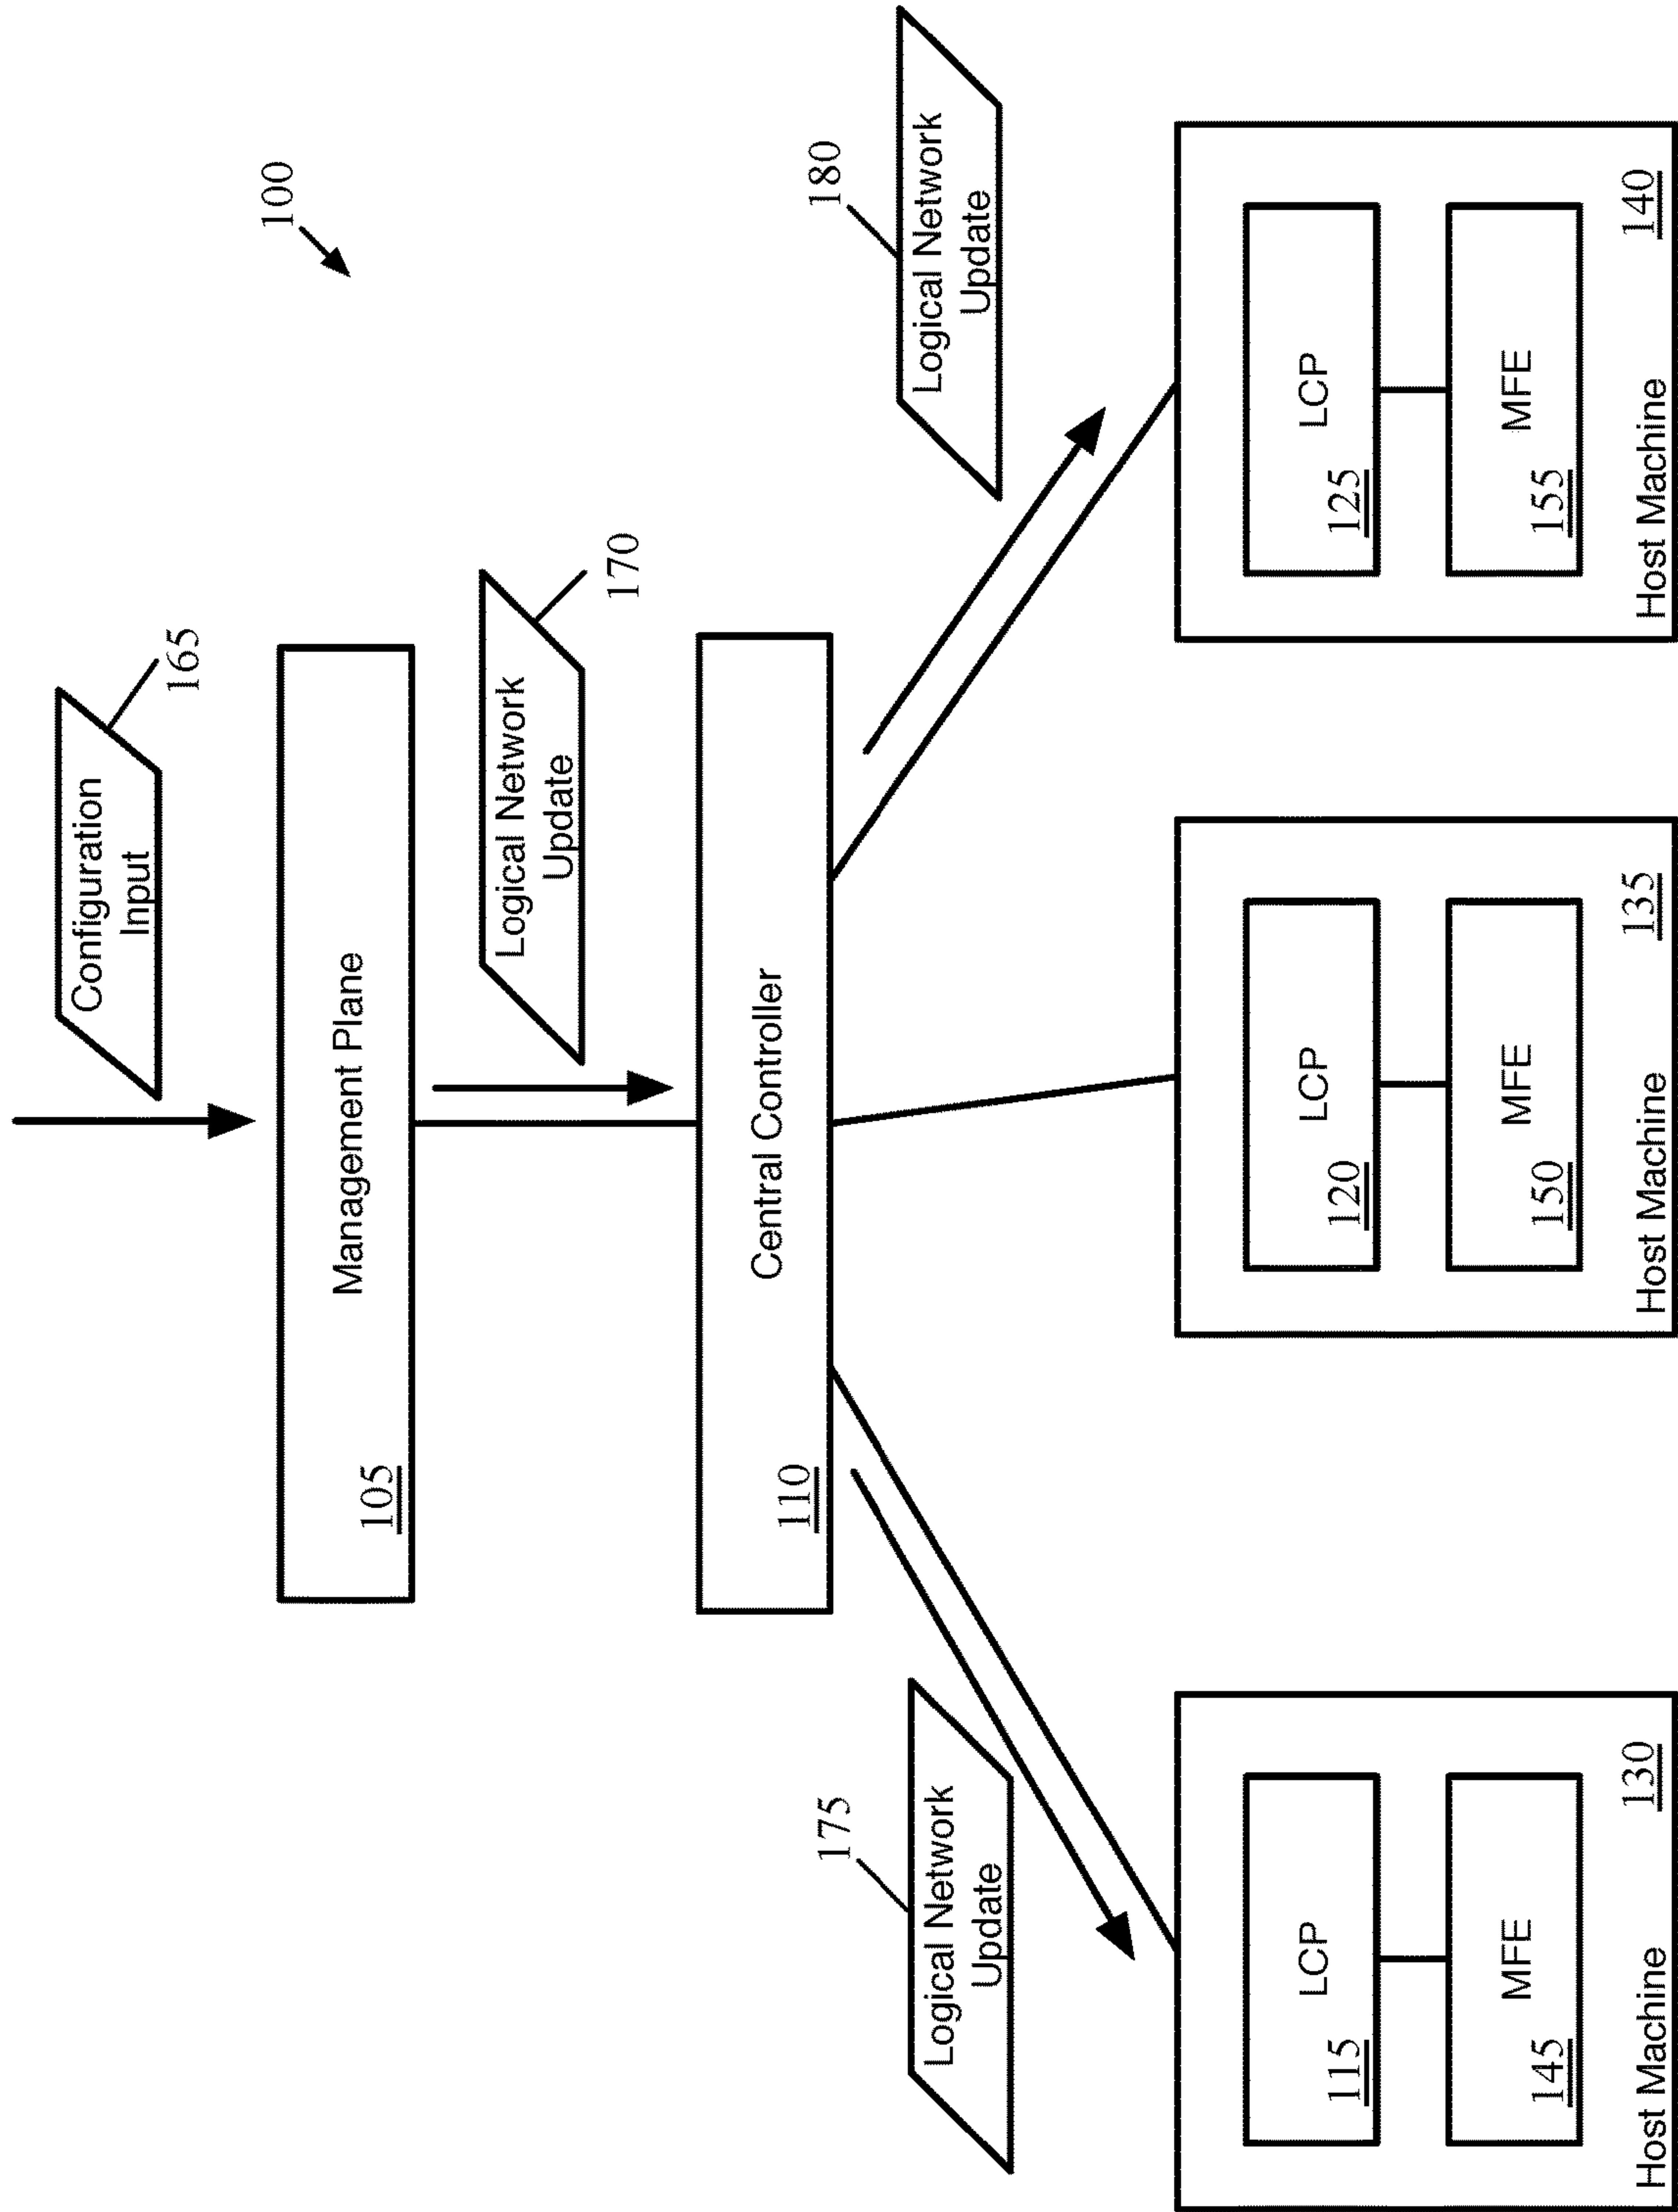 100
Configuration
Input
165
Management Plane
105
Logical Network
Update
170
Central Controller
110
175
Logical Network
Update
180
Logical Network
Update
LCP
115
MFE
145
Host Machine
130
LCP
120
MFE
150
Host Machine
135
LCP
125
MFE
155
Host Machine
140